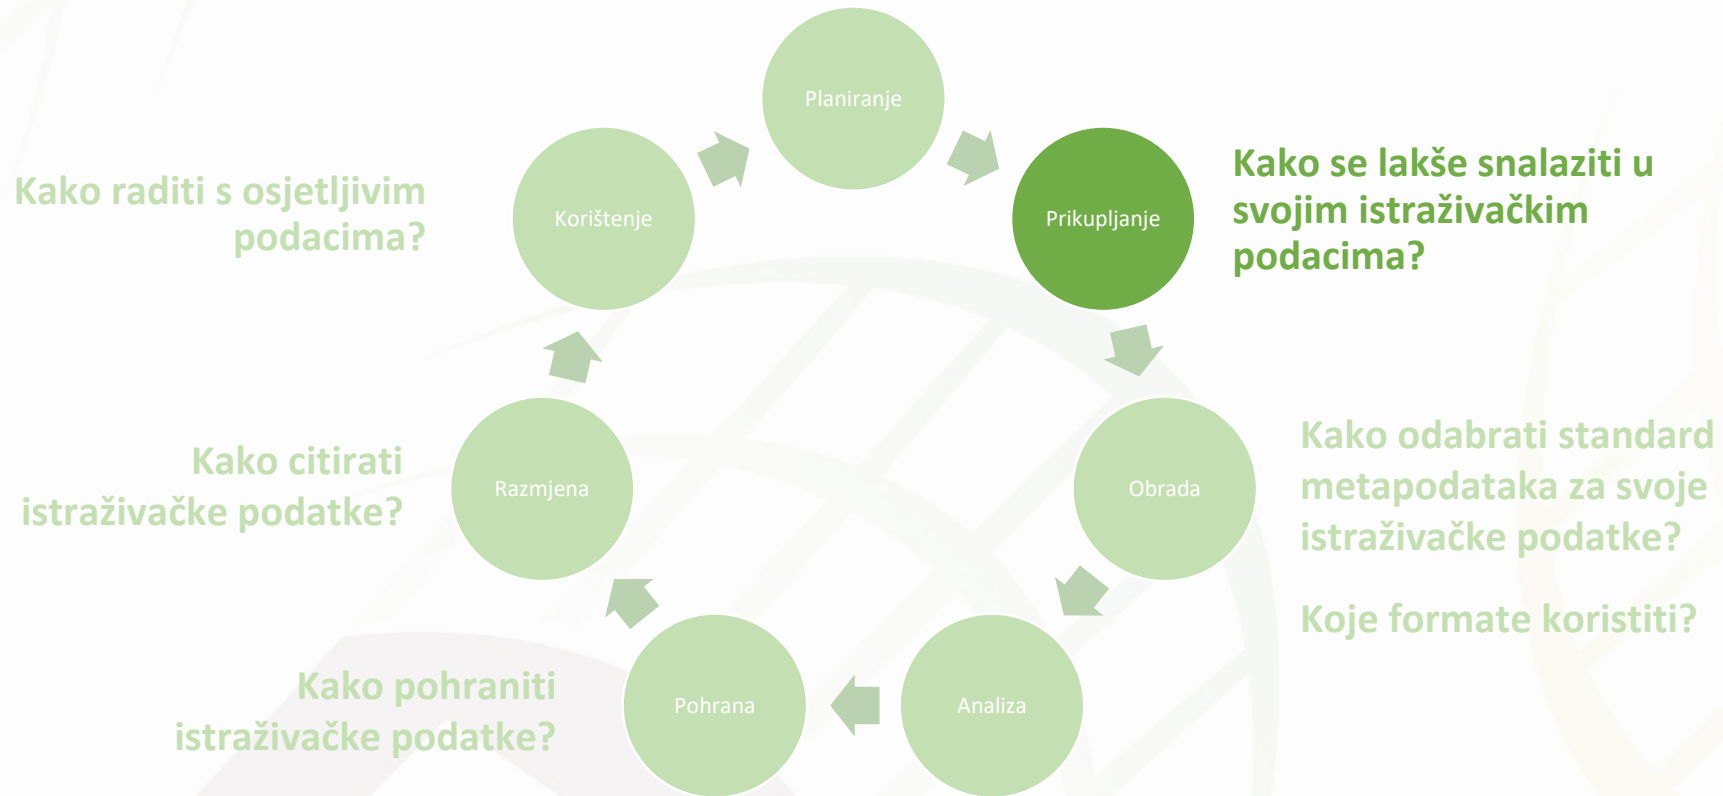 Planiranje
Prikupljanje
Kako se lakše snalaziti u
svojim istraživačkim
podacima?
Obrada
Kako odabrati standard
metapodataka za svoje
istraživačke podatke?
Koje formate koristiti?
Analiza
Pohrana
Kako pohraniti
istraživačke podatke?
Razmjena
Kako citirati
istraživačke podatke?
Korištenje
Kako raditi s osjetljivim
podacima?